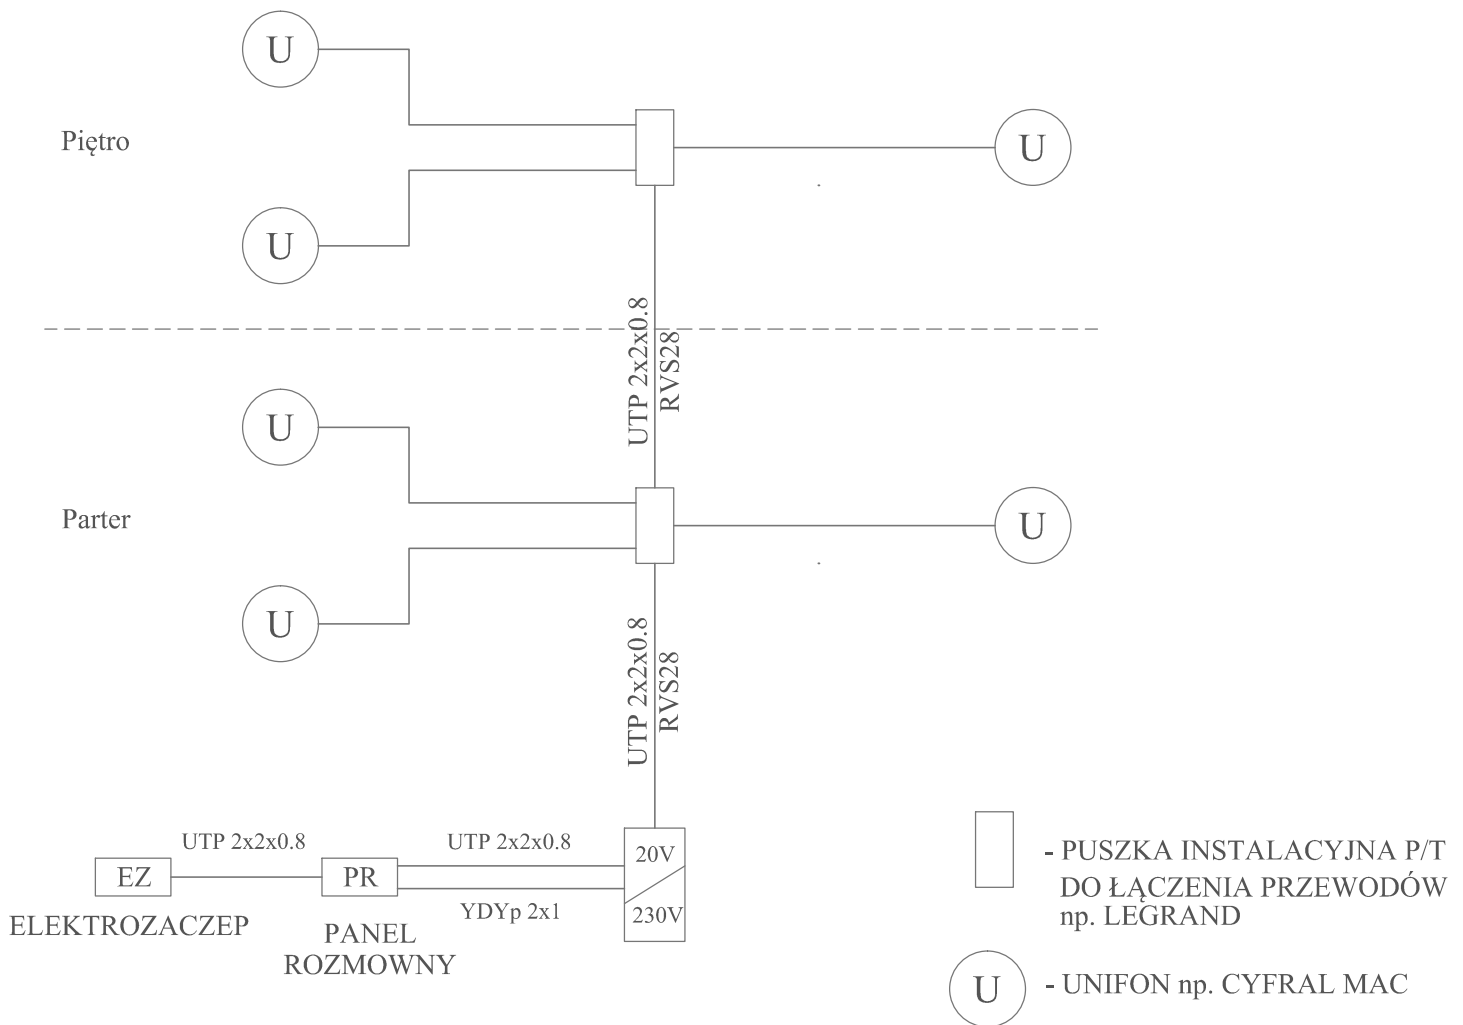 U
Piętro
U
U
UTP 2x2x0.8
RVS28
U
Parter
U
U
UTP 2x2x0.8
RVS28
UTP 2x2x0.8
UTP 2x2x0.8
20V
EZ
PR
230V
YDYp 2x1
ELEKTROZACZEP
PANEL
ROZMOWNY
- PUSZKA INSTALACYJNA P/T
DO ŁĄCZENIA PRZEWODÓW
np. LEGRAND
U
- UNIFON np. CYFRAL MAC